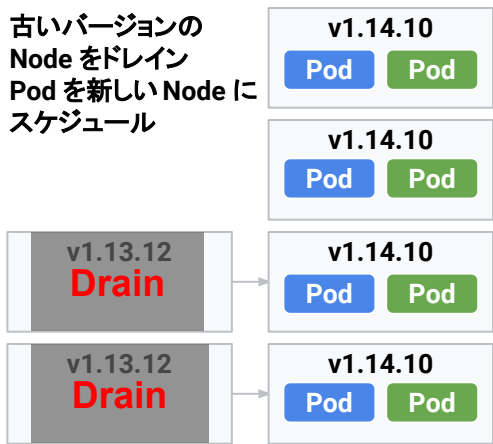 古いバージョンの
Node をドレイン
Pod を新しい Node に
スケジュール
v1.14.10
Pod Pod
v1.14.10
Pod Pod
v1.13.12
Drain
v1.14.10
Pod Pod
v1.13.12
Drain
v1.14.10
Pod Pod